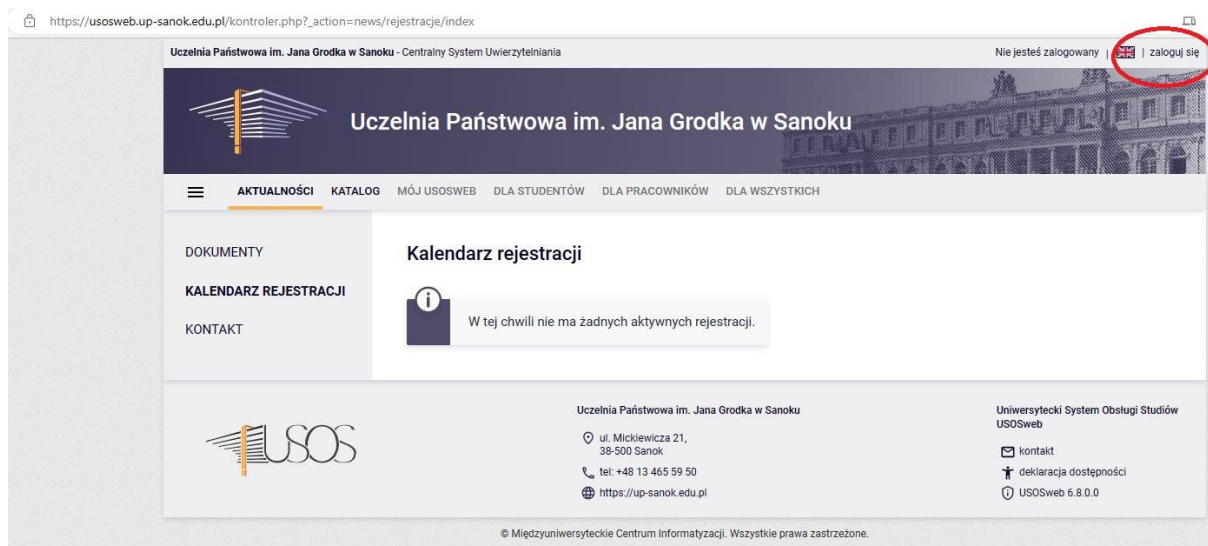 https://usosweb.up-sanok.edu.pl/kontroler.php?_action=news/rejestracje/index
Uczelnia Państwowa im. Jana Grodka w Sanoku - Centralny System Uwierzytelniania
Nie jesteś zalogowany | | zaloguj się
Uczelnia Państwowa im. Jana Grodka w Sanoku
AKTUALNOŚCI KATALOG MÓJ USOSWEB DLA STUDENTÓW DLA PRACOWNIKÓW DLA WSZYSTKICH
DOKUMENTY
KALENDARZ REJESTRACJI
KONTAKT
Kalendarz rejestracji
W tej chwili nie ma żadnych aktywnych rejestracji.
USOS
Uczelnia Państwowa im. Jana Grodka w Sanoku
ul. Mickiewicza 21,
38-500 Sanok
tel: +48 13 465 59 50
https://up-sanok.edu.pl
Uniwersytecki System Obsługi Studiów
USOSweb
kontakt
deklaracja dostępności
USOSweb 6.8.0.0
© Międzyuniwersyteckie Centrum Informatyzacji. Wszystkie prawa zastrzeżone.